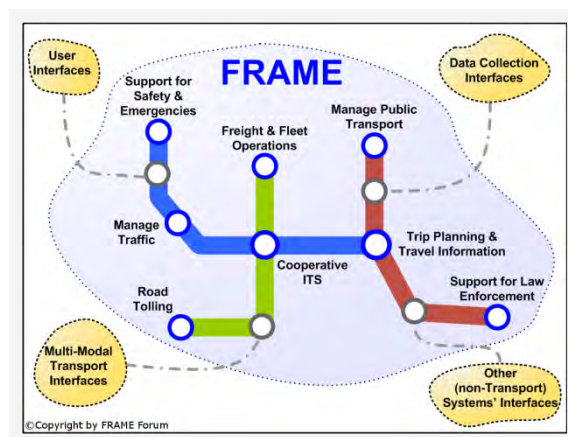 User
Interfaces
Support for
Safety &
Emergencies
FRAME
Freight & Fleet
Operations
Manage Public
Transport
Data Collection
Interfaces
Manage
Traffic
Cooperative
ITS
Trip Planning &
Travel Information
Road
Tolling
Support for Law
Enforcement
Multi-Modal
Transport
Interfaces
Other
(non-Transport)
Systems' Interfaces
©Copyright by FRAME Forum